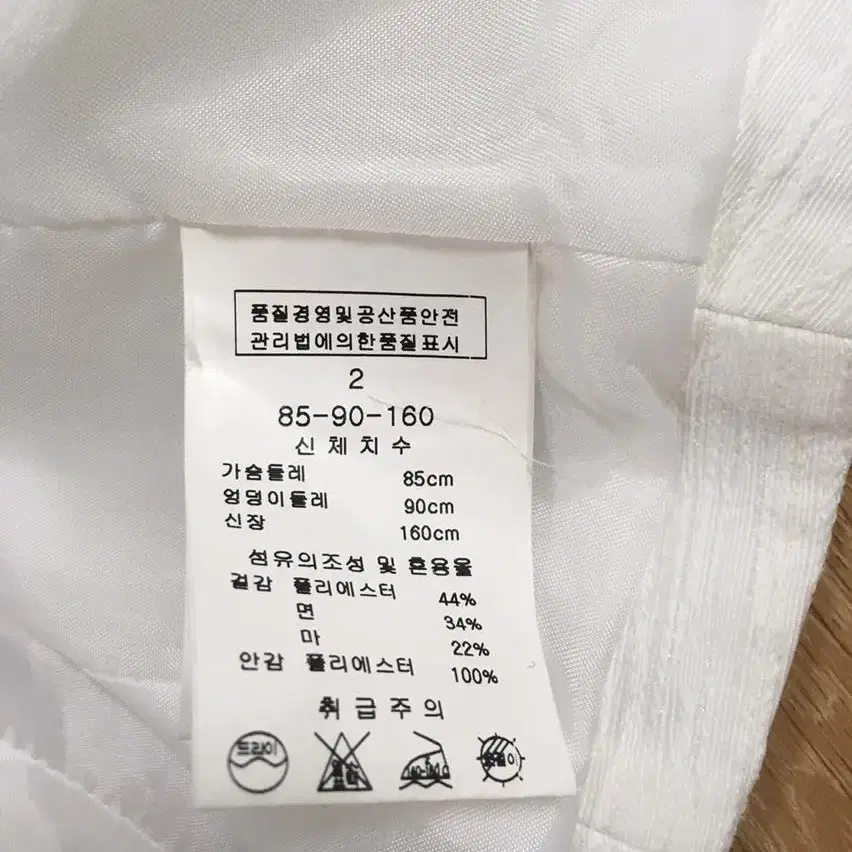 품질경영및공산품안전
관리법에의한품질표시
2
85-90-160
신체치수
가슴둘레 85cm
엉덩이둘레 90cm
신장 160cm
섬유의조성 및 혼용율
겉감 폴리에스터 44%
면 34%
마 22%
안감 폴리에스터 100%
취급주의
드라이